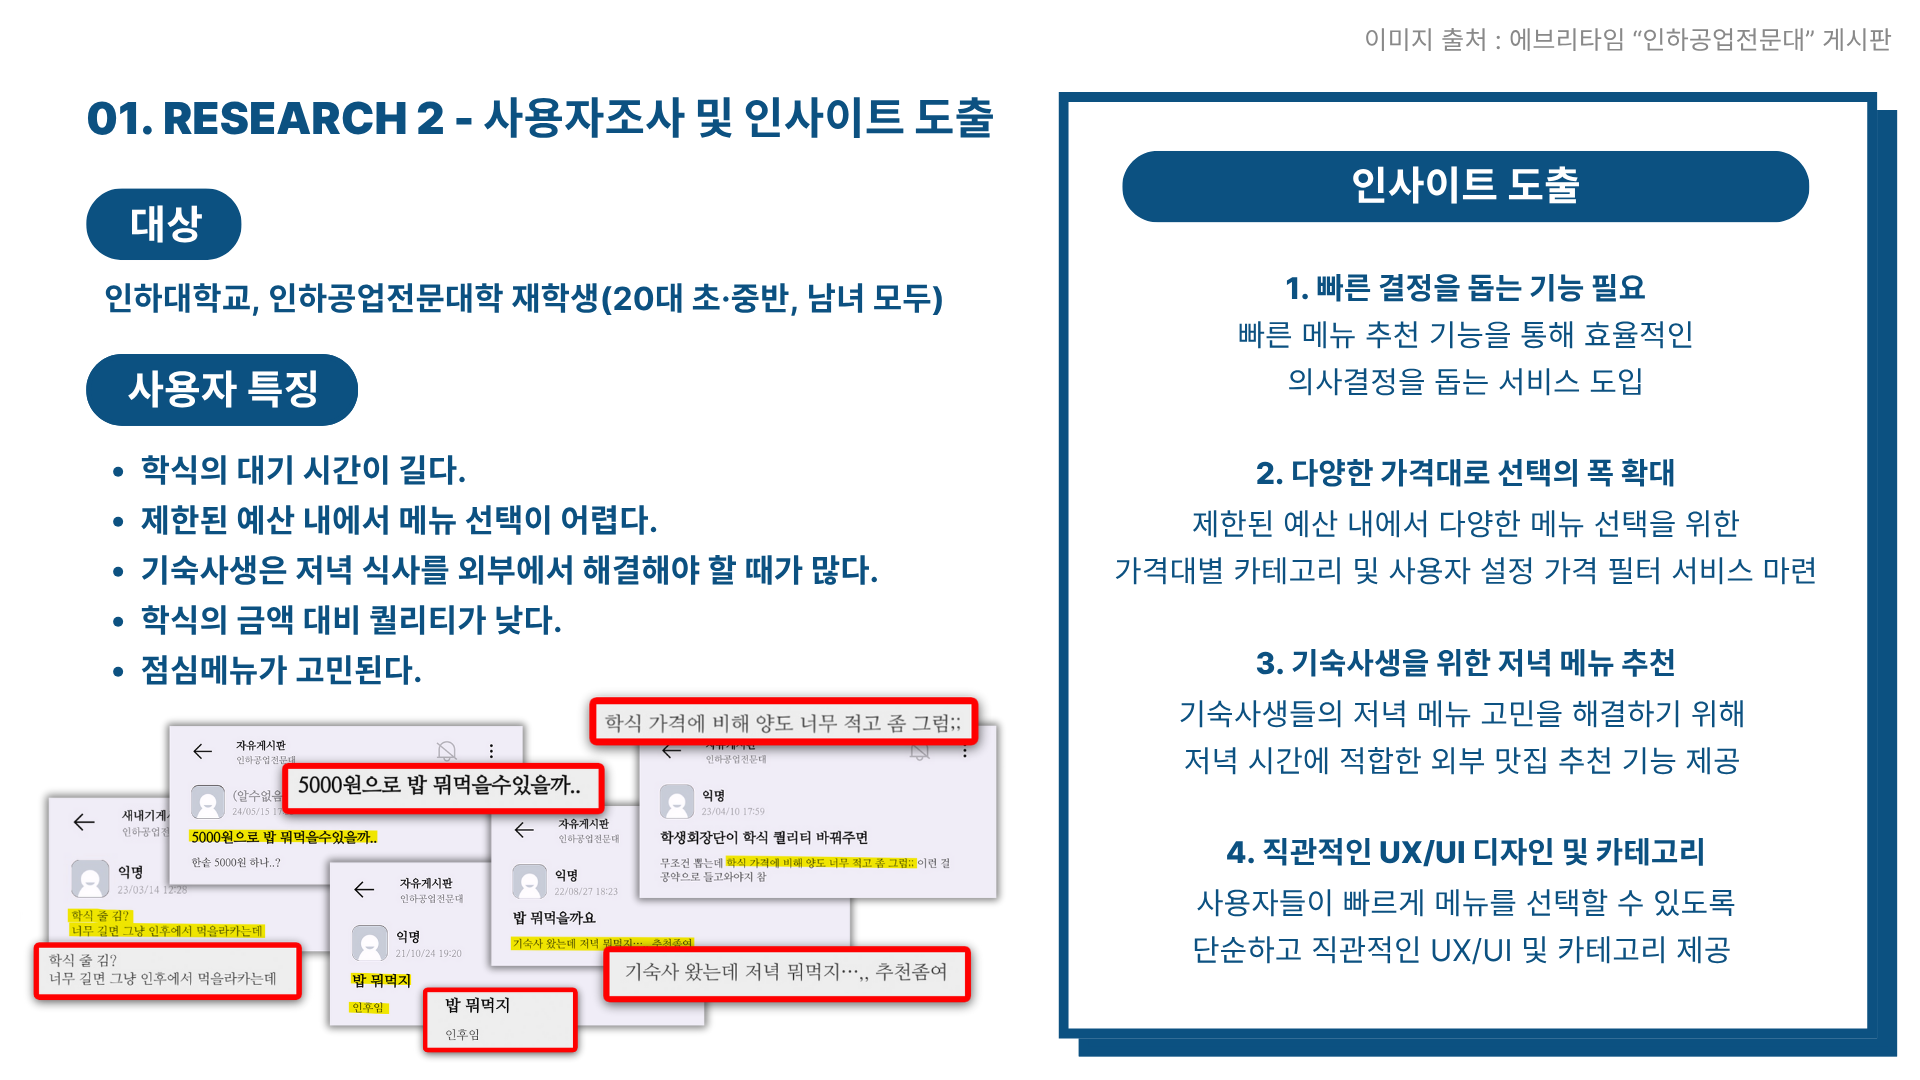 이미지 출처 : 에브리타임 “인하공업전문대” 게시판
01. RESEARCH 2 - 사용자조사 및 인사이트 도출
대상
인하대학교, 인하공업전문대학 재학생(20대 초·중반, 남녀 모두)
사용자 특징
• 학식의 대기 시간이 길다.
• 제한된 예산 내에서 메뉴 선택이 어렵다.
• 기숙사생은 저녁 식사를 외부에서 해결해야 할 때가 많다.
• 학식의 금액 대비 퀄리티가 낮다.
• 점심메뉴가 고민된다.
자유게시판
인하공업전문대
(알수없음
24/05/15
5000원으로 밥 뭐먹을수있을까..
5000원으로 밥 뭐먹을수있을까..
한솥 5000원 하나..?
새내기게시
인하공업전
익명
23/03/14 12:28
학식 줄 김?
너무 길면 그냥 인후에서 먹을라카는데
학식 줄 김?
너무 길면 그냥 인후에서 먹을라카는데
자유게시판
인하공업전문대
익명
21/10/24 19:20
밥 뭐먹지
인후임
밥 뭐먹지
인후임
자유게시판
인하공업전문대
익명
22/08/27 18:23
밥 뭐먹을까요
기숙사 왔는데 저녁 뭐먹지…,, 추천좀여
기숙사 왔는데 저녁 뭐먹지…,, 추천좀여
학식 가격에 비해 양도 너무 적고 좀 그럼;;
자유게시판
인하공업전문대
익명
23/04/10 17:59
학생회장단이 학식 퀄리티 바꿔주면
무조건 뽑는데 학식 가격에 비해 양도 너무 적고 좀 그럼;; 이런 걸
공약으로 들고와야지 참
인사이트 도출
1. 빠른 결정을 돕는 기능 필요
빠른 메뉴 추천 기능을 통해 효율적인
의사결정을 돕는 서비스 도입
2. 다양한 가격대로 선택의 폭 확대
제한된 예산 내에서 다양한 메뉴 선택을 위한
가격대별 카테고리 및 사용자 설정 가격 필터 서비스 마련
3. 기숙사생을 위한 저녁 메뉴 추천
기숙사생들의 저녁 메뉴 고민을 해결하기 위해
저녁 시간에 적합한 외부 맛집 추천 기능 제공
4. 직관적인 UX/UI 디자인 및 카테고리
사용자들이 빠르게 메뉴를 선택할 수 있도록
단순하고 직관적인 UX/UI 및 카테고리 제공